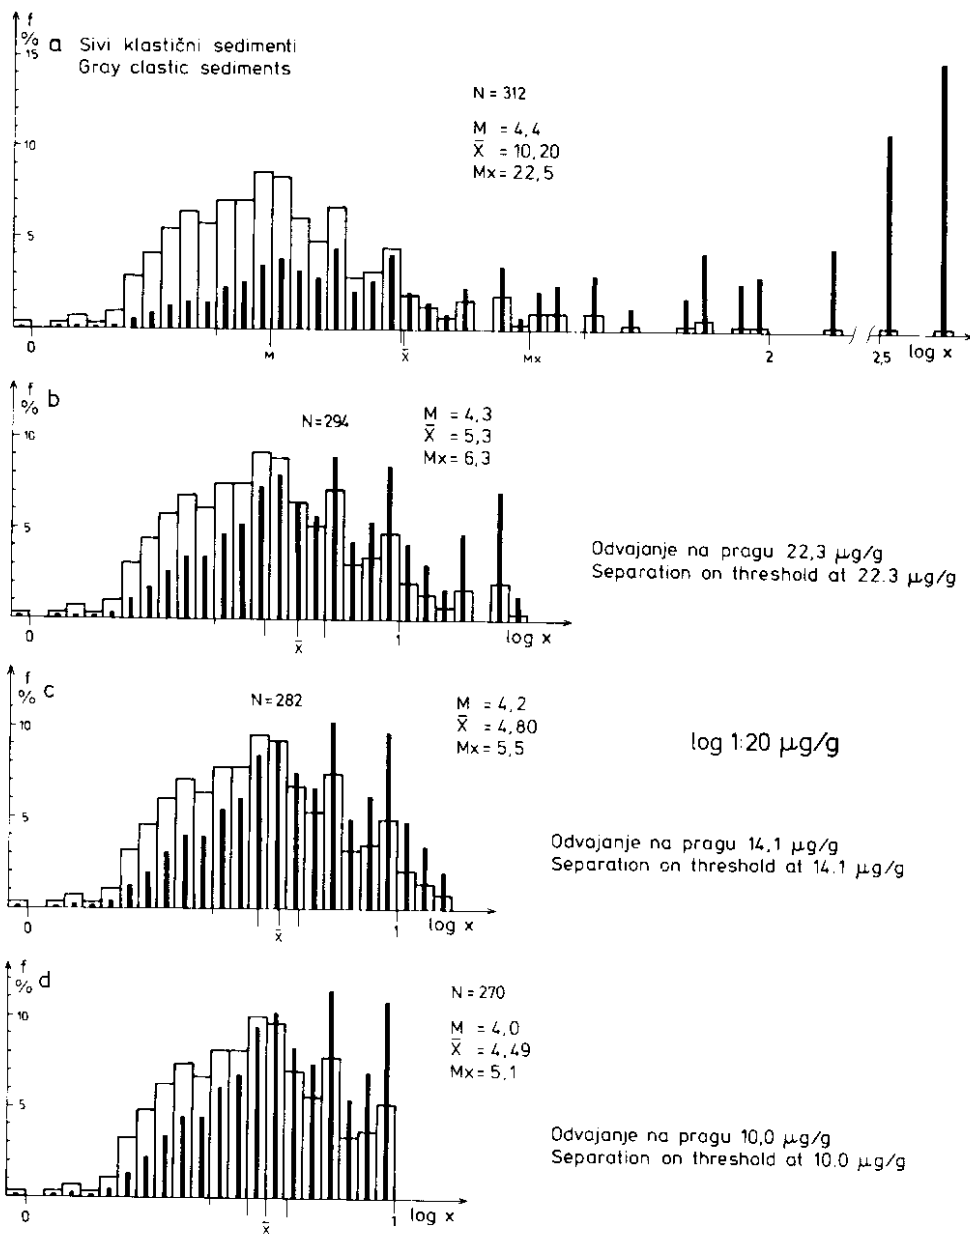 f
%
a Sivi klastični sedimenti
Gray clastic sediments
15
N = 312
M = 4,4
X̄ = 10,20
Mx = 22,5
10
5
0 M X̄ Mx 2 2,5 log x
f
%
b
N=294
M = 4,3
X̄ = 5,3
Mx = 6,3
10
5
Odvajanje na pragu 22,3 µg/g
Separation on threshold at 22.3 µg/g
0 X̄ 1 log x
f
%
c
N=282
M = 4,2
X̄ = 4,80
Mx = 5,5
10
log 1:20 µg/g
5
Odvajanje na pragu 14,1 µg/g
Separation on threshold at 14.1 µg/g
0 X̄ 1 log x
f
%
d
N = 270
M = 4,0
X̄ = 4,49
Mx = 5,1
10
5
Odvajanje na pragu 10,0 µg/g
Separation on threshold at 10.0 µg/g
0 X̄ 1 log x